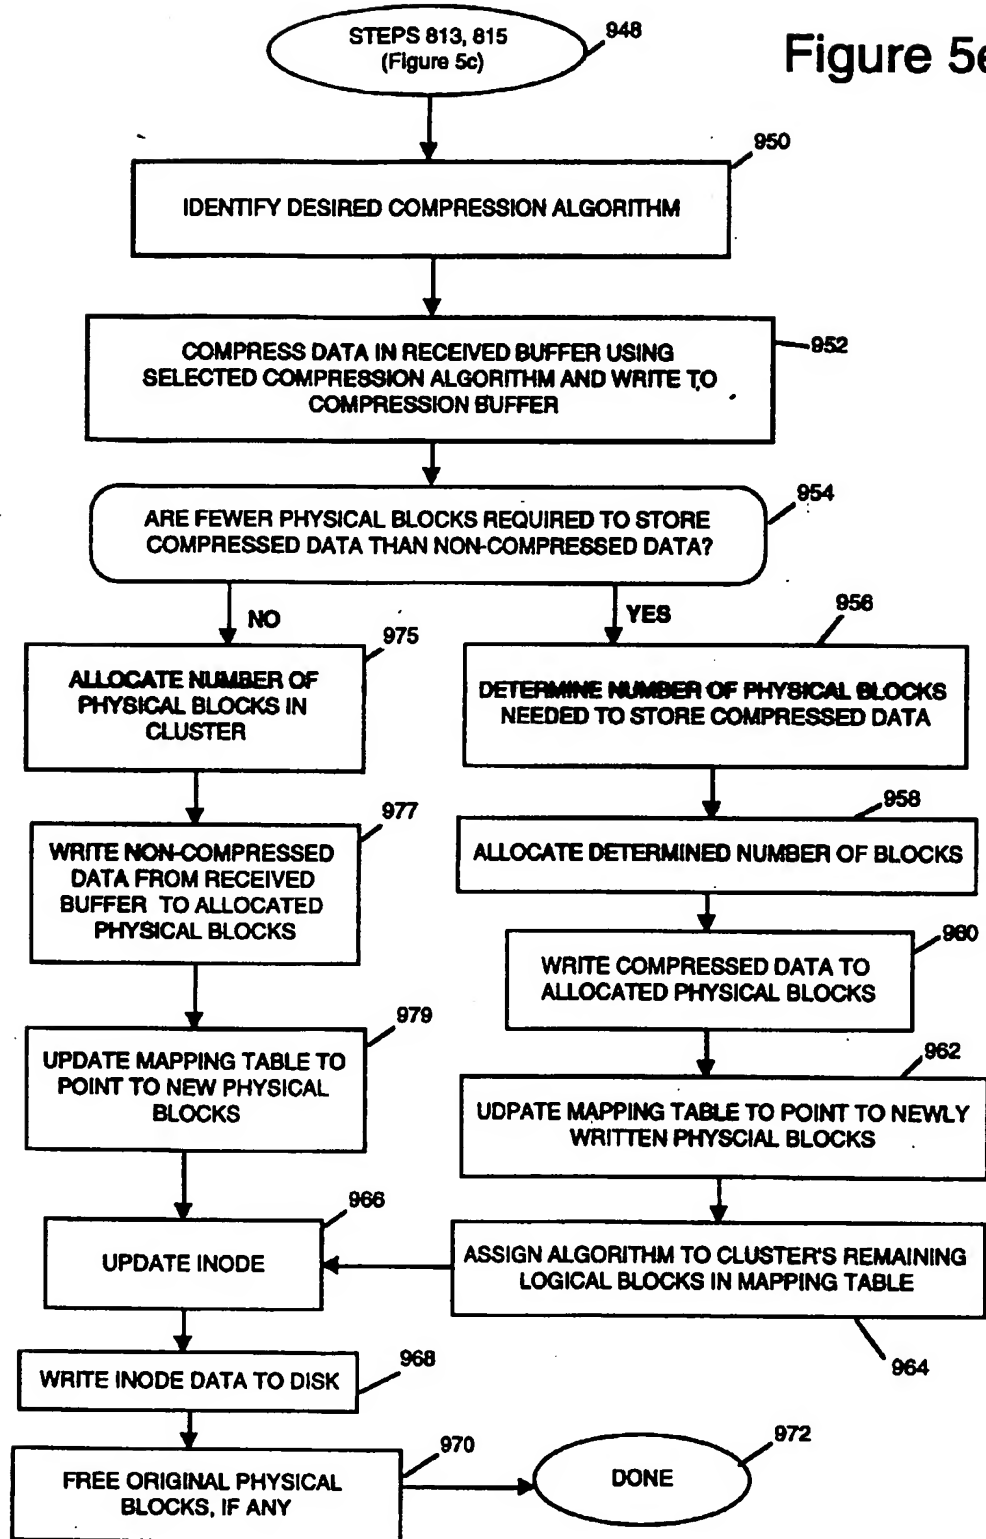 STEPS 813, 815
(Figure 5c)
948
Figure 5e
950
IDENTIFY DESIRED COMPRESSION ALGORITHM
COMPRESS DATA IN RECEIVED BUFFER USING
SELECTED COMPRESSION ALGORITHM AND WRITE TO
COMPRESSION BUFFER
952
954
ARE FEWER PHYSICAL BLOCKS REQUIRED TO STORE
COMPRESSED DATA THAN NON-COMPRESSED DATA?
NO
YES
975
ALLOCATE NUMBER OF
PHYSICAL BLOCKS IN
CLUSTER
956
DETERMINE NUMBER OF PHYSICAL BLOCKS
NEEDED TO STORE COMPRESSED DATA
977
WRITE NON-COMPRESSED
DATA FROM RECEIVED
BUFFER TO ALLOCATED
PHYSICAL BLOCKS
958
ALLOCATE DETERMINED NUMBER OF BLOCKS
960
WRITE COMPRESSED DATA TO
ALLOCATED PHYSICAL BLOCKS
979
UPDATE MAPPING TABLE TO
POINT TO NEW PHYSICAL
BLOCKS
962
UDPATE MAPPING TABLE TO POINT TO NEWLY
WRITTEN PHYSCIAL BLOCKS
966
UPDATE INODE
ASSIGN ALGORITHM TO CLUSTER'S REMAINING
LOGICAL BLOCKS IN MAPPING TABLE
964
WRITE INODE DATA TO DISK
968
970
FREE ORIGINAL PHYSICAL
BLOCKS, IF ANY
972
DONE